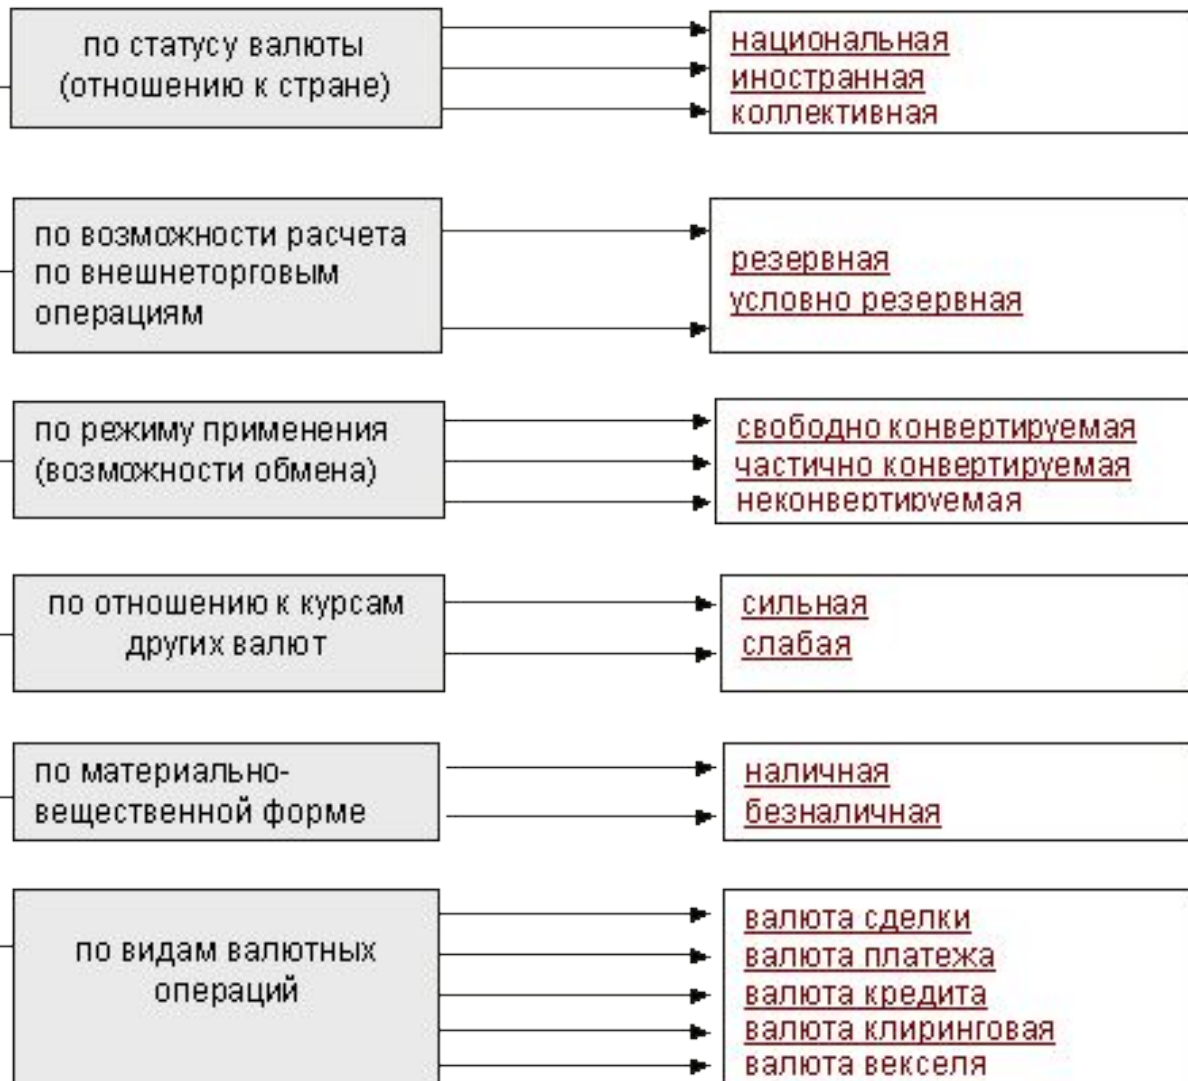 по статусу валюты
(отношению к стране)
национальная
иностранная
коллективная
по возможности расчета
по внешнеторговым
операциям
резервная
условно резервная
по режиму применения
(возможности обмена)
свободно конвертируемая
частично конвертируемая
неконвертируемая
по отношению к курсам
других валют
сильная
слабая
по материально-
вещественной форме
наличная
безналичная
по видам валютных
операций
валюта сделки
валюта платежа
валюта кредита
валюта клиринговая
валюта векселя